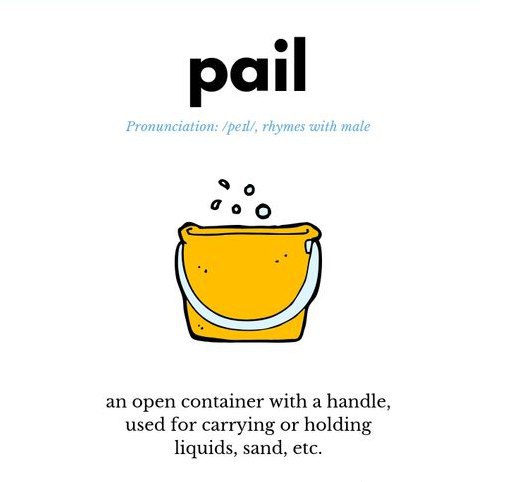 pail
Pronunciation: /peɪl/, rhymes with male
an open container with a handle,
used for carrying or holding
liquids, sand, etc.